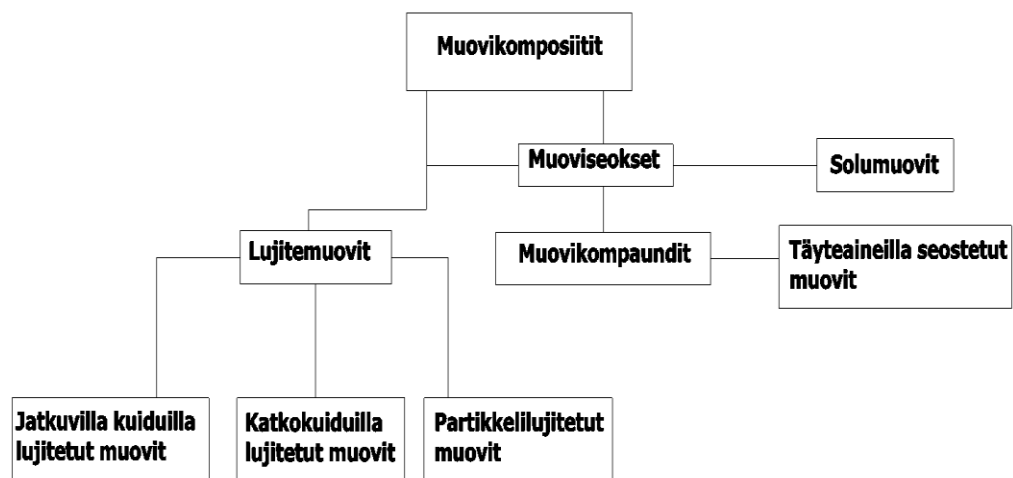 Muovikomposiitit
Muoviseokset
Solumuovit
Lujitemuovit
Muovikompaundit
Täyteaineilla seostetut
muovit
Jatkuvilla kuiduilla
lujitetut muovit
Katkokuiduilla
lujitetut muovit
Partikkelilujitetut
muovit